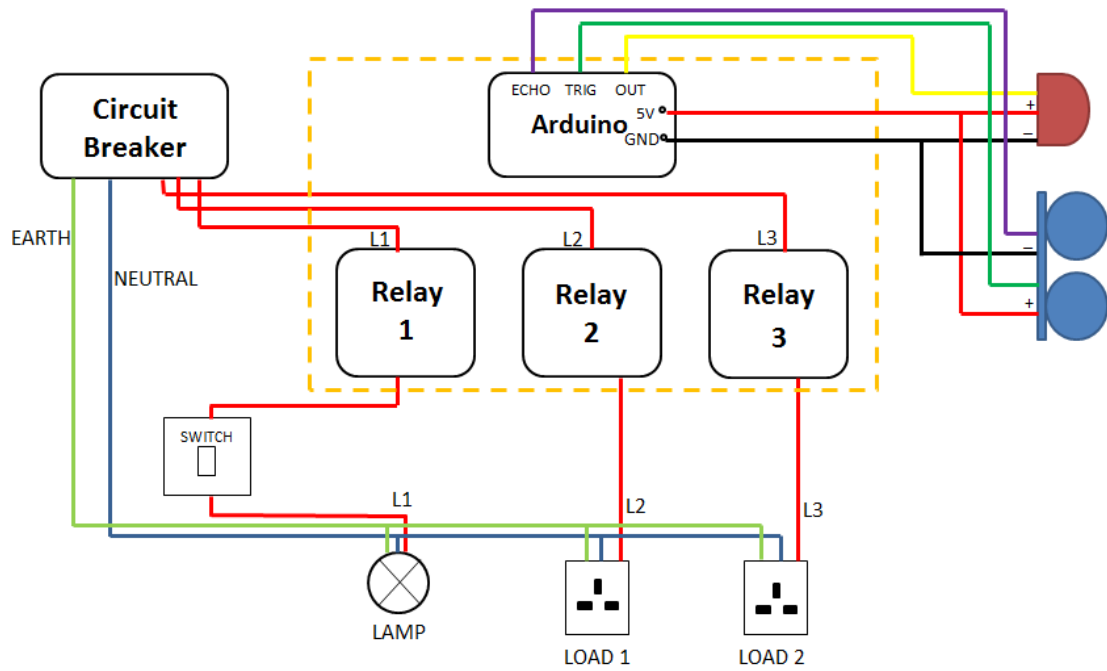 ECHO TRIG OUT
Circuit
Breaker
5V
Arduino
GND
+
–
EARTH
L1
L2
L3
NEUTRAL
–
Relay
1
Relay
2
Relay
3
+
SWITCH
L1
L2
L3
LAMP
LOAD 1
LOAD 2